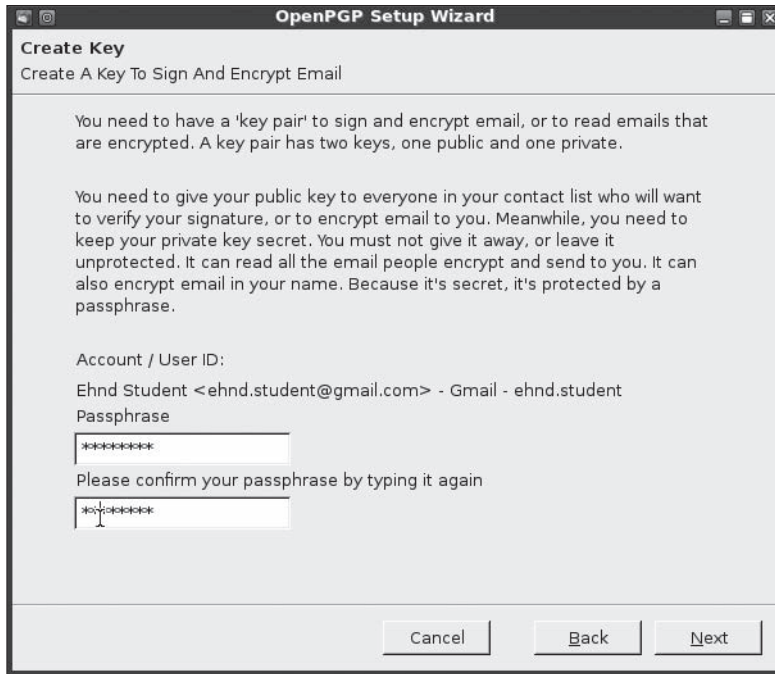 OpenPGP Setup Wizard
Create Key
Create A Key To Sign And Encrypt Email
You need to have a 'key pair' to sign and encrypt email, or to read emails that
are encrypted. A key pair has two keys, one public and one private.
You need to give your public key to everyone in your contact list who will want
to verify your signature, or to encrypt email to you. Meanwhile, you need to
keep your private key secret. You must not give it away, or leave it
unprotected. It can read all the email people encrypt and send to you. It can
also encrypt email in your name. Because it's secret, it's protected by a
passphrase.
Account / User ID:
Ehnd Student <ehnd.student@gmail.com> - Gmail - ehnd.student
Passphrase
*********
Please confirm your passphrase by typing it again
*********
Cancel
Back
Next